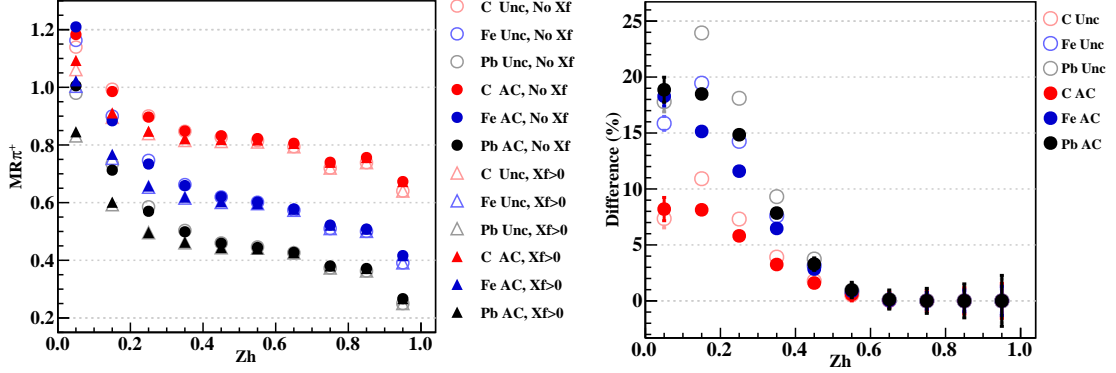 MRπ⁺
1.2
1.0
0.8
0.6
0.4
0.2
0.0 0.2 0.4 0.6 0.8 1.0
Zh
C Unc, No Xf
Fe Unc, No Xf
Pb Unc, No Xf
C AC, No Xf
Fe AC, No Xf
Pb AC, No Xf
C Unc, Xf>0
Fe Unc, Xf>0
Pb Unc, Xf>0
C AC, Xf>0
Fe AC, Xf>0
Pb AC, Xf>0
Difference (%)
25
20
15
10
5
0
0.0 0.2 0.4 0.6 0.8 1.0
Zh
C Unc
Fe Unc
Pb Unc
C AC
Fe AC
Pb AC